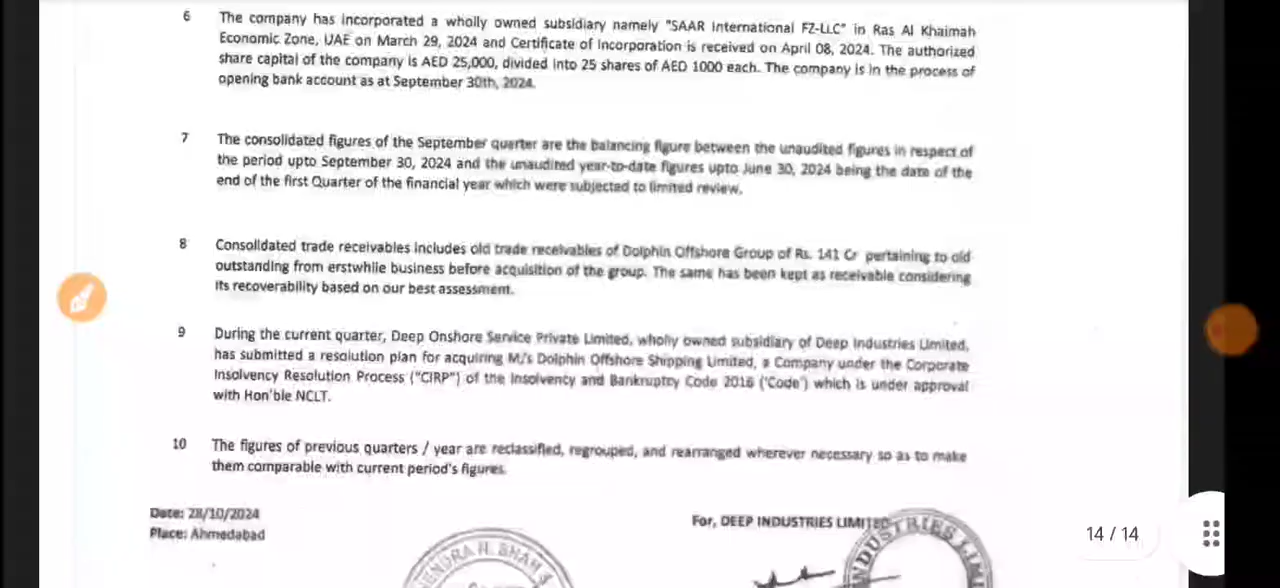 6 The company has incorporated a wholly owned subsidiary namely "SAAR International FZ-LLC" in Ras Al Khaimah
Economic Zone, UAE on March 29, 2024 and Certificate of Incorporation is received on April 08, 2024. The authorized
share capital of the company is AED 25,000, divided into 25 shares of AED 1000 each. The company is in the process of
opening bank account as at September 30th, 2024.
7 The consolidated figures of the September quarter are the balancing figure between the unaudited figures in respect of
the period upto September 30, 2024 and the unaudited year-to-date figures upto June 30, 2024 being the date of the
end of the first Quarter of the financial year which were subjected to limited review.
8 Consolidated trade receivables includes old trade receivables of Dolphin Offshore Group of Rs. 141 Cr pertaining to old
outstanding from erstwhile business before acquisition of the group. The same has been kept as receivable considering
its recoverability based on our best assessment.
9 During the current quarter, Deep Onshore Service Private Limited, wholly owned subsidiary of Deep Industries Limited,
has submitted a resolution plan for acquiring M/s Dolphin Offshore Shipping Limited, a Company under the Corporate
Insolvency Resolution Process ("CIRP") of the Insolvency and Bankruptcy Code 2016 ('Code') which is under approval
with Hon'ble NCLT.
10 The figures of previous quarters / year are reclassified, regrouped, and rearranged wherever necessary so as to make
them comparable with current period's figures.
Date: 28/10/2024
Place: Ahmedabad
For, DEEP INDUSTRIES LIMITED
14 / 14